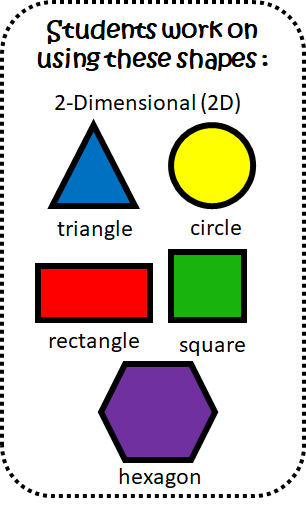 Students work on
using these shapes :
2-Dimensional (2D)
triangle
circle
rectangle
square
hexagon